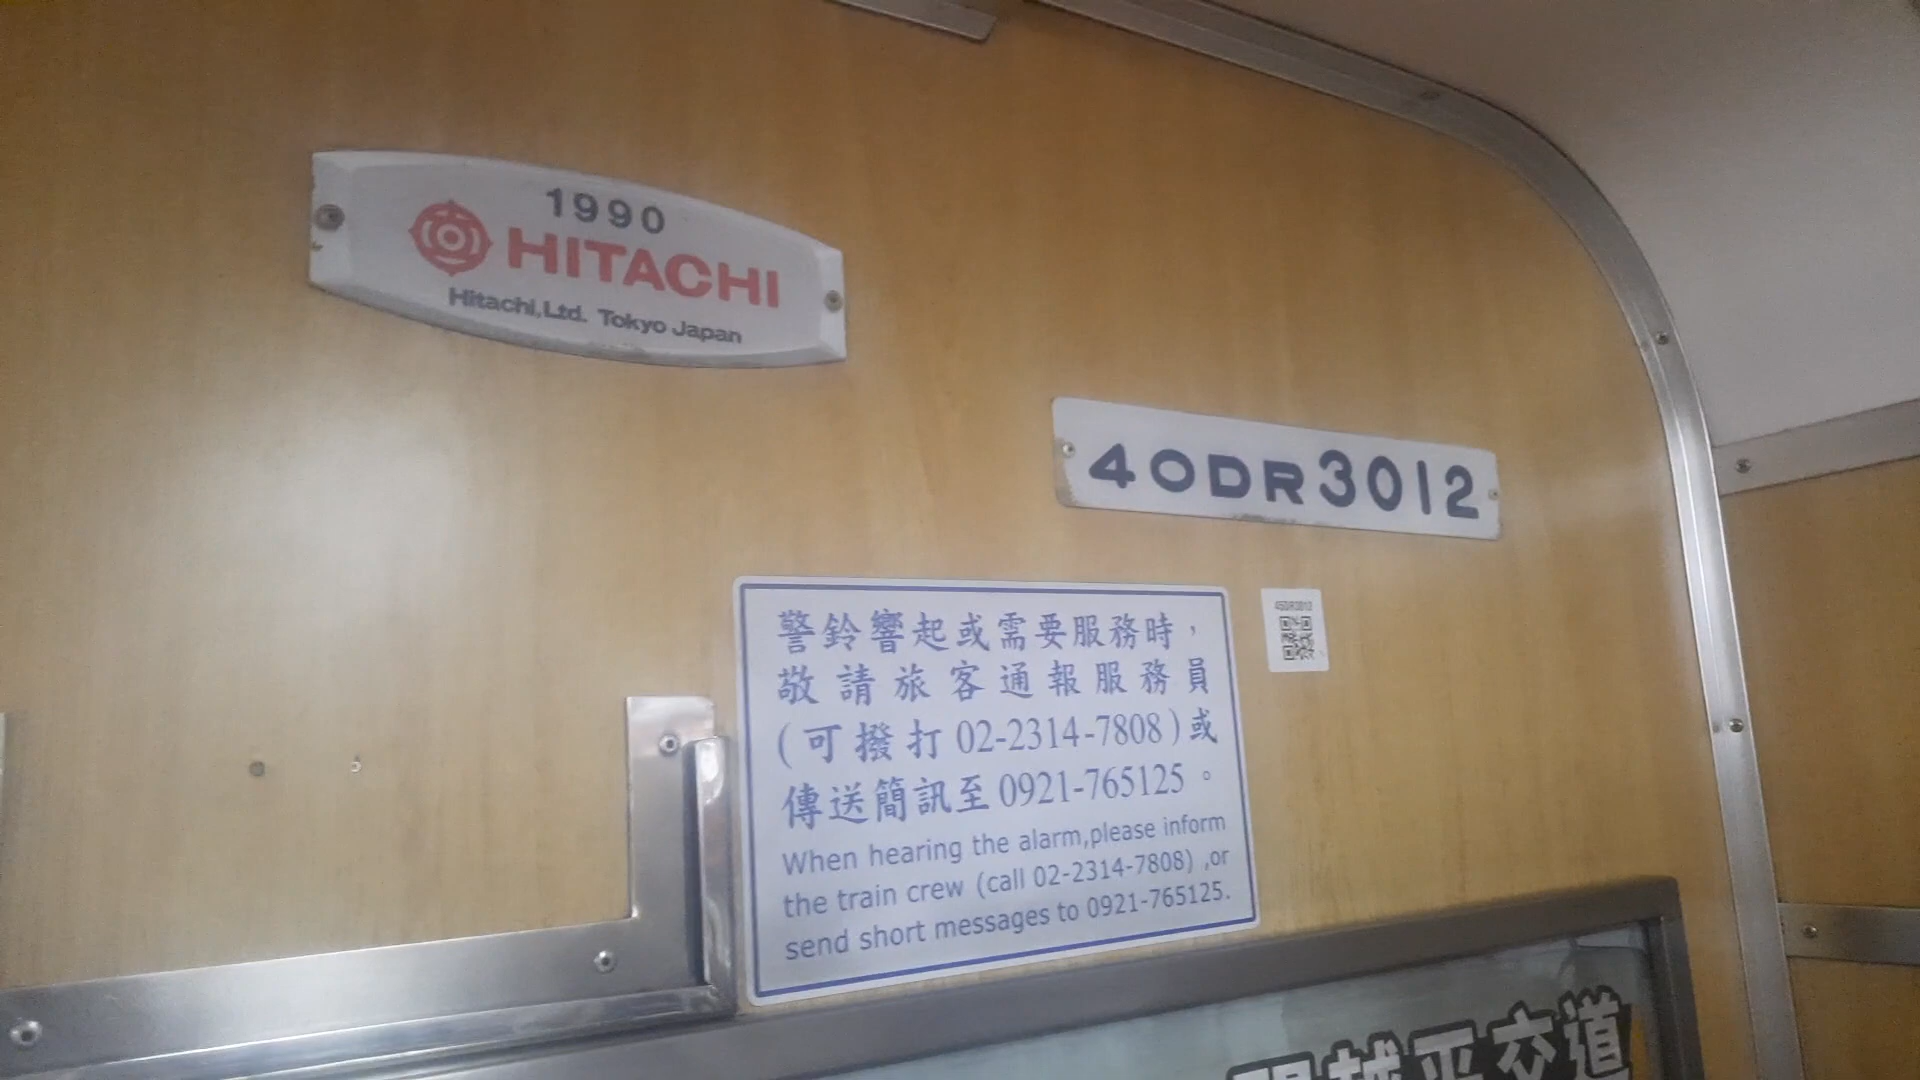 1990
HITACHI
Hitachi,Ltd. Tokyo Japan
40DR3012
警鈴響起或需要服務時，
敬請旅客通報服務員
(可撥打02-2314-7808)或
傳送簡訊至0921-765125。
When hearing the alarm,please inform
the train crew (call 02-2314-7808) ,or
send short messages to 0921-765125.
平交道